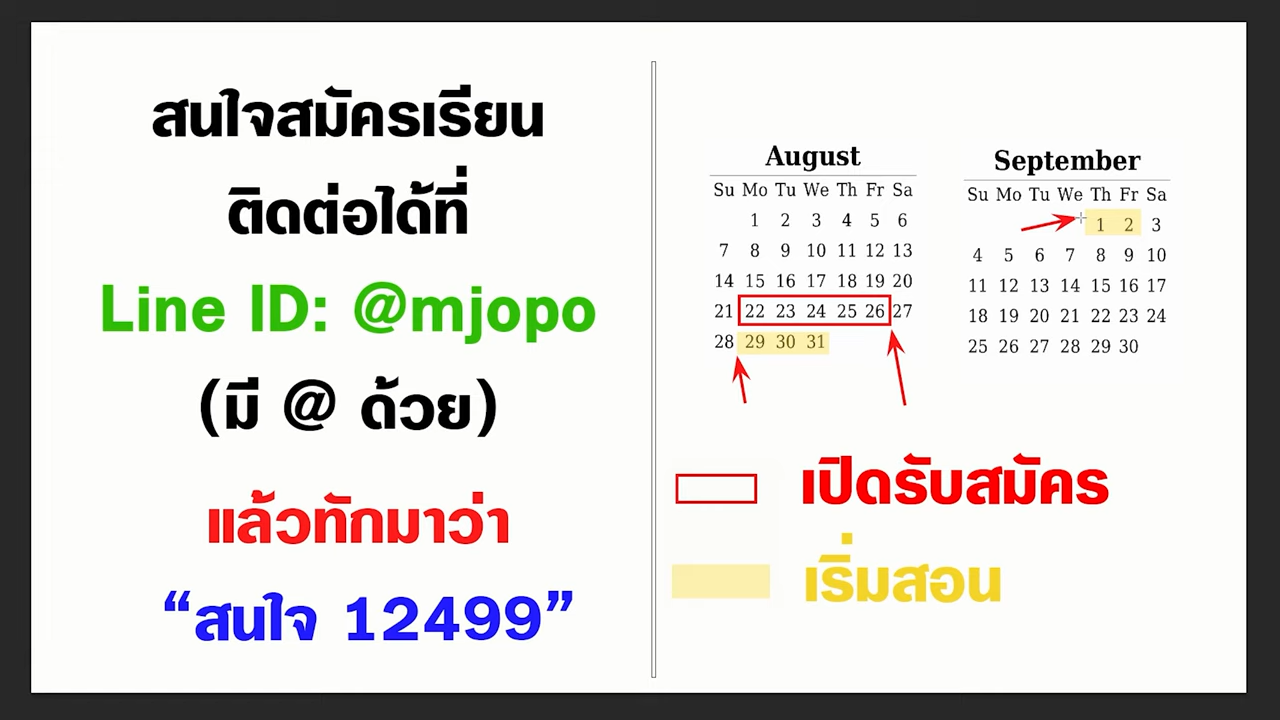 สนใจสมัครเรียน
ติดต่อได้ที่
Line ID: @mjopo
(มี @ ด้วย)
แล้วทักมาว่า
“สนใจ 12499”
August
Su Mo Tu We Th Fr Sa
1 2 3 4 5 6
7 8 9 10 11 12 13
14 15 16 17 18 19 20
21 22 23 24 25 26 27
28 29 30 31
September
Su Mo Tu We Th Fr Sa
1 2 3
4 5 6 7 8 9 10
11 12 13 14 15 16 17
18 19 20 21 22 23 24
25 26 27 28 29 30
เปิดรับสมัคร
เริ่มสอน